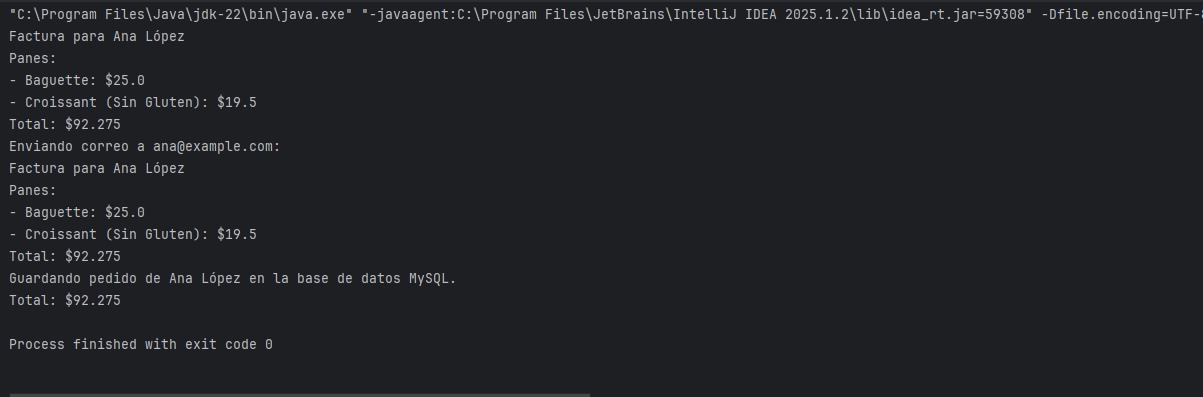 "C:\Program Files\Java\jdk-22\bin\java.exe" "-javaagent:C:\Program Files\JetBrains\IntelliJ IDEA 2025.1.2\lib\idea_rt.jar=59308" -Dfile.encoding=UTF-
Factura para Ana López
Panes:
- Baguette: $25.0
- Croissant (Sin Gluten): $19.5
Total: $92.275
Enviando correo a ana@example.com:
Factura para Ana López
Panes:
- Baguette: $25.0
- Croissant (Sin Gluten): $19.5
Total: $92.275
Guardando pedido de Ana López en la base de datos MySQL.
Total: $92.275
Process finished with exit code 0